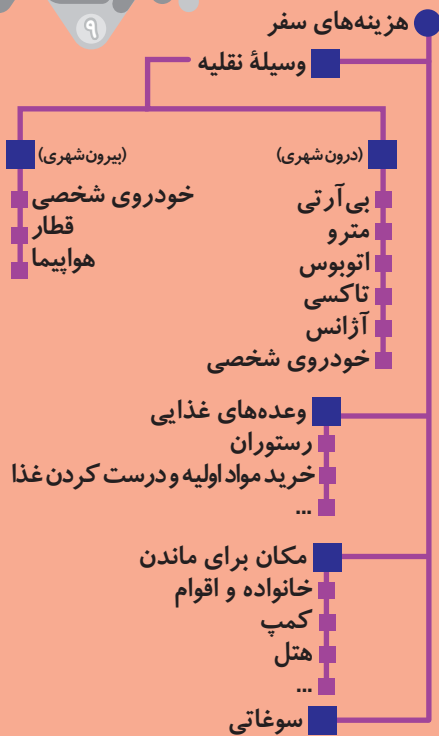 ۹
هزینه‌های سفر
وسیلهٔ نقلیه
(درون‌شهری)
بی‌آرتی
مترو
اتوبوس
تاکسی
آژانس
خودروی شخصی
(بیرون‌شهری)
خودروی شخصی
قطار
هواپیما
وعده‌های غذایی
رستوران
خرید مواد اولیه و درست کردن غذا
...
مکان برای ماندن
خانواده و اقوام
کمپ
هتل
...
سوغاتی